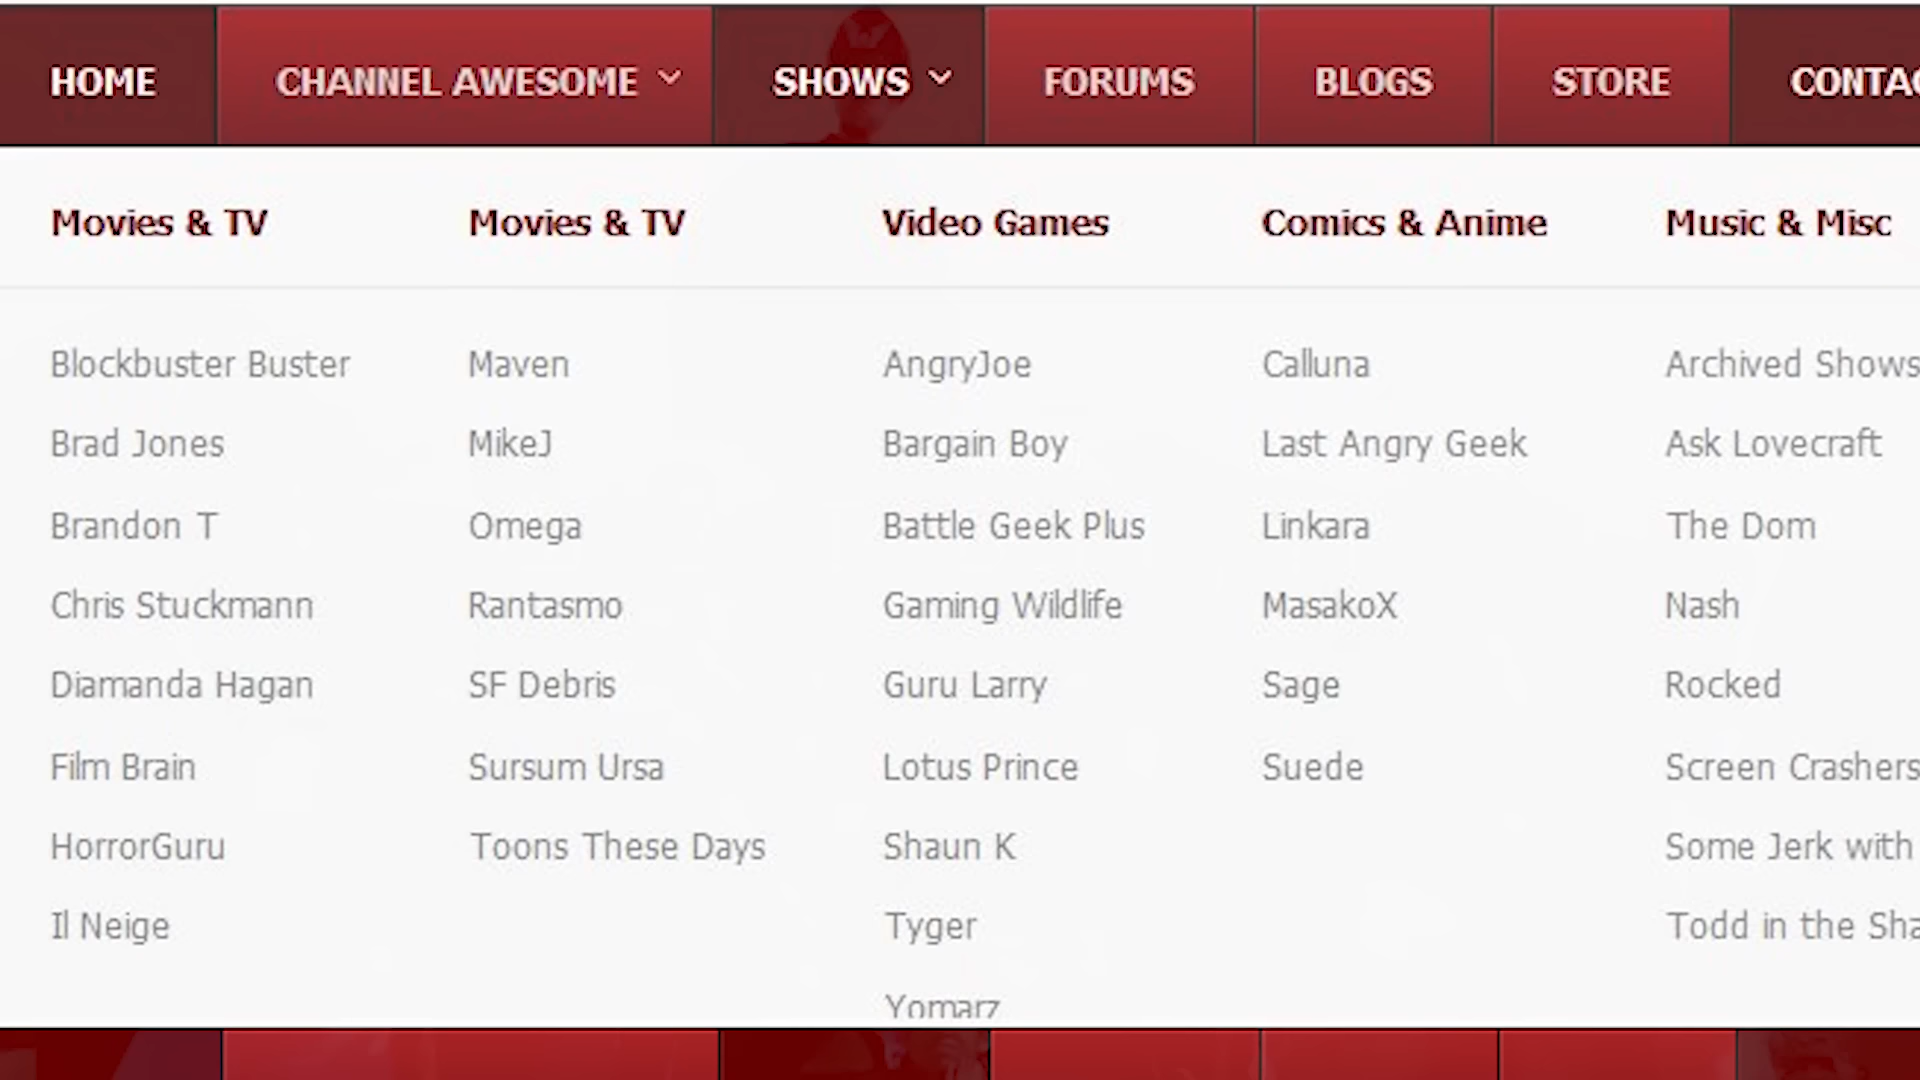 HOME CHANNEL AWESOME SHOWS FORUMS BLOGS STORE
Movies & TV
Blockbuster Buster
Brad Jones
Brandon T
Chris Stuckmann
Diamanda Hagan
Film Brain
HorrorGuru
Il Neige
Movies & TV
Maven
MikeJ
Omega
Rantasmo
SF Debris
Sursum Ursa
Toons These Days
Video Games
AngryJoe
Bargain Boy
Battle Geek Plus
Gaming Wildlife
Guru Larry
Lotus Prince
Shaun K
Tyger
Yomarz
Comics & Anime
Calluna
Last Angry Geek
Linkara
MasakoX
Sage
Suede
Music & Misc
Archived Shows
Ask Lovecraft
The Dom
Nash
Rocked
Screen Crashers
Some Jerk with
Todd in the